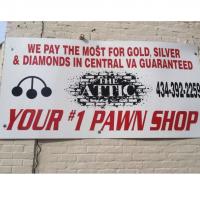 WE PAY THE MOST FOR GOLD, SILVER
& DIAMONDS IN CENTRAL VA GUARANTEED
THE
ATTIC
434-392-2259
YOUR #1 PAWN SHOP